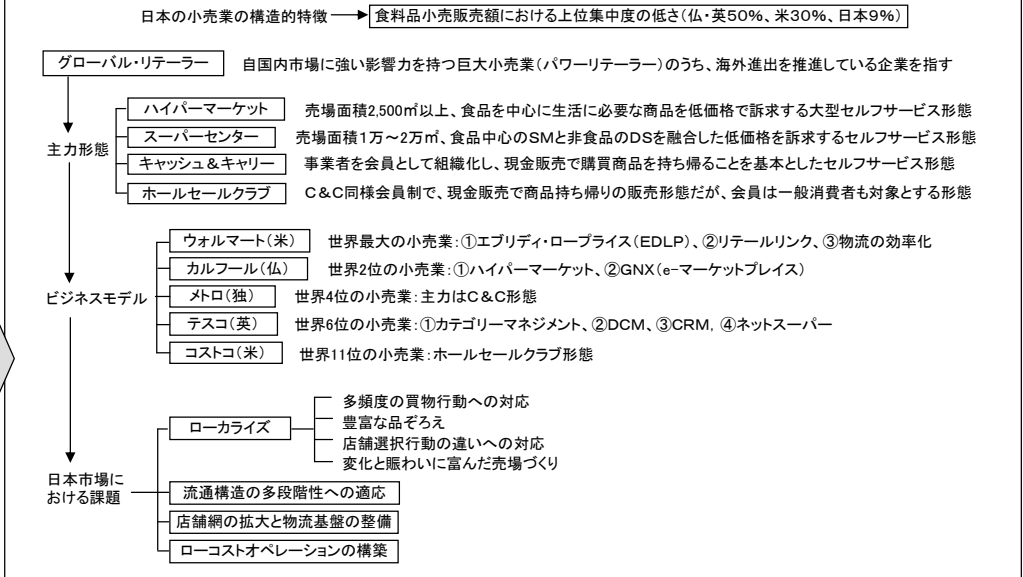 日本の小売業の構造的特徴 食料品小売販売額における上位集中度の低さ(仏・英50%、米30%、日本9%)
グローバル・リテーラー 自国内市場に強い影響力を持つ巨大小売業(パワーリテーラー)のうち、海外進出を推進している企業を指す
主力形態
ハイパーマーケット 売場面積2,500㎡以上、食品を中心に生活に必要な商品を低価格で訴求する大型セルフサービス形態
スーパーセンター 売場面積1万~2万㎡、食品中心のSMと非食品のDSを融合した低価格を訴求するセルフサービス形態
キャッシュ&キャリー 事業者を会員として組織化し、現金販売で購買商品を持ち帰ることを基本としたセルフサービス形態
ホールセールクラブ C&C同様会員制で、現金販売で商品持ち帰りの販売形態だが、会員は一般消費者も対象とする形態
ビジネスモデル
ウォルマート(米) 世界最大の小売業:①エブリディ・ロープライス(EDLP)、②リテールリンク、③物流の効率化
カルフール(仏) 世界2位の小売業:①ハイパーマーケット、②GNX(e-マーケットプレイス)
メトロ(独) 世界4位の小売業:主力はC&C形態
テスコ(英) 世界6位の小売業:①カテゴリーマネジメント、②DCM、③CRM, ④ネットスーパー
コストコ(米) 世界11位の小売業:ホールセールクラブ形態
日本市場に
おける課題
ローカライズ
多頻度の買物行動への対応
豊富な品ぞろえ
店舗選択行動の違いへの対応
変化と賑わいに富んだ売場づくり
流通構造の多段階性への適応
店舗網の拡大と物流基盤の整備
ローコストオペレーションの構築